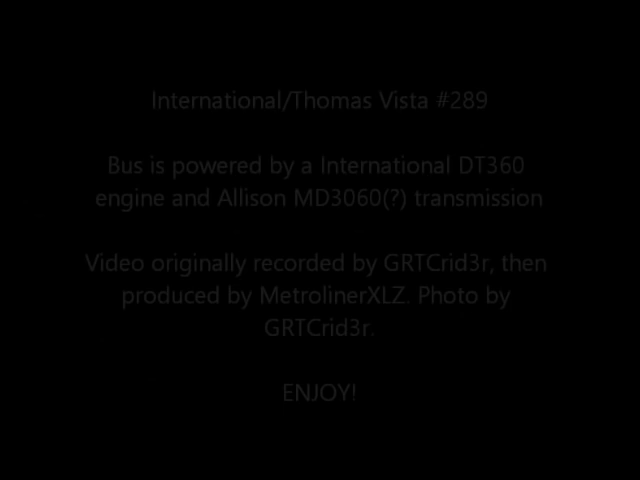 International/Thomas Vista #289
Bus is powered by a International DT360
engine and Allison MD3060(?) transmission
Video originally recorded by GRTCrid3r, then
produced by MetrolinerXLZ. Photo by
GRTCrid3r.
ENJOY!